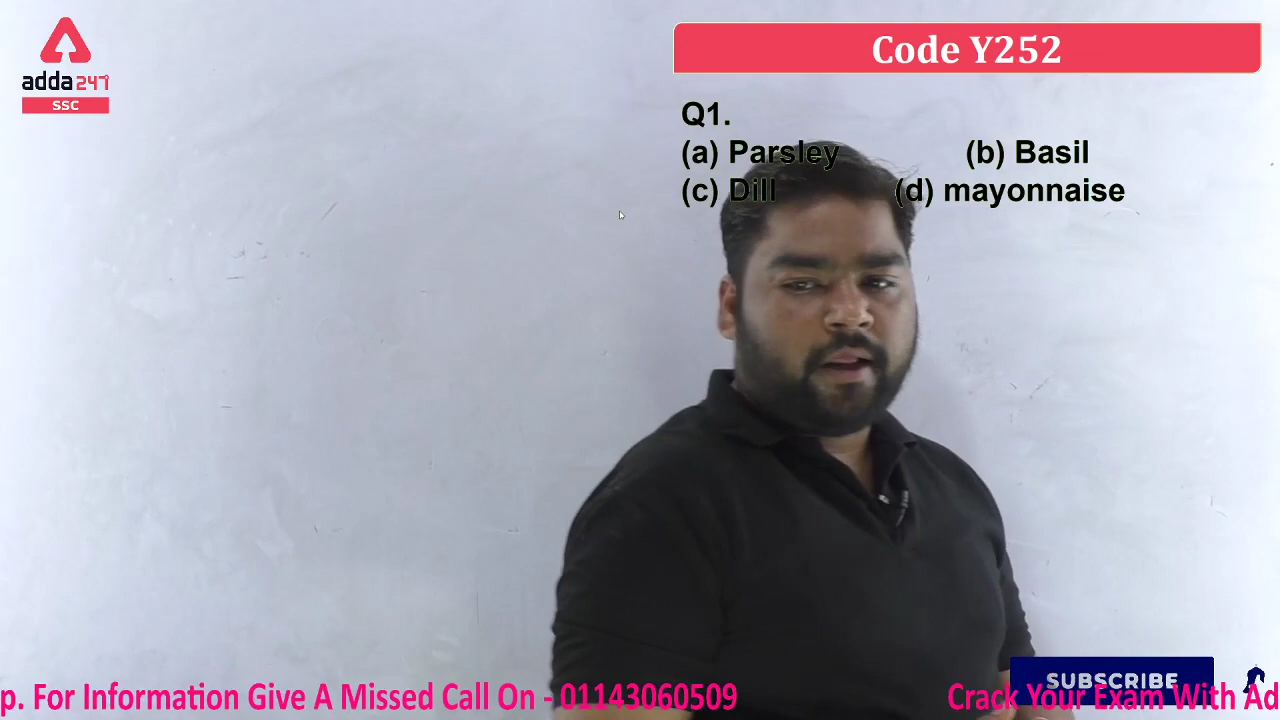 adda247
SSC
Code Y252
Q1.
(a) Parsley (b) Basil
(c) Dill (d) mayonnaise
SUBSCRIBE
p. For Information Give A Missed Call On - 01143060509 Crack Your Exam With Ad